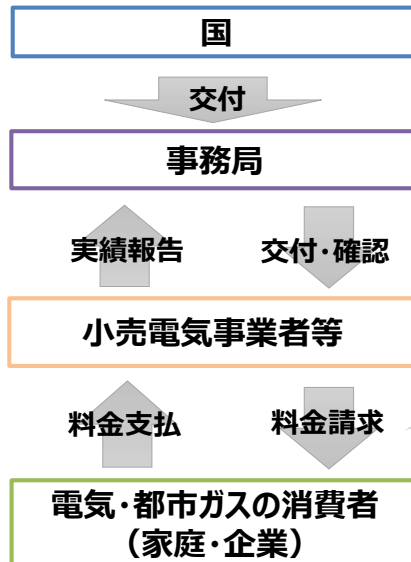 国
交付
事務局
実績報告
交付・確認
小売電気事業者等
料金支払
料金請求
電気・都市ガスの消費者
（家庭・企業）